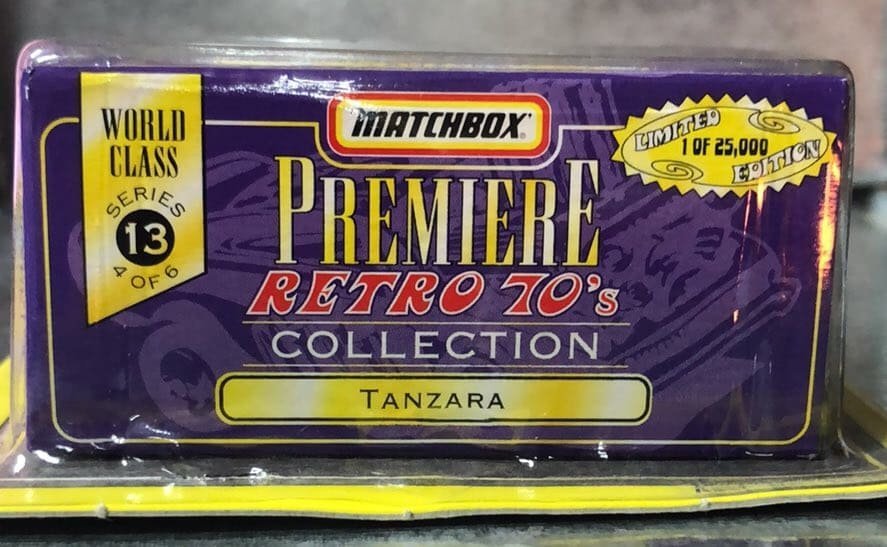 WORLD
CLASS
SERIES
13
4 OF 6
MATCHBOX®
LIMITED
1 OF 25,000
EDITION
PREMIERE
RETRO 70's
COLLECTION
TANZARA